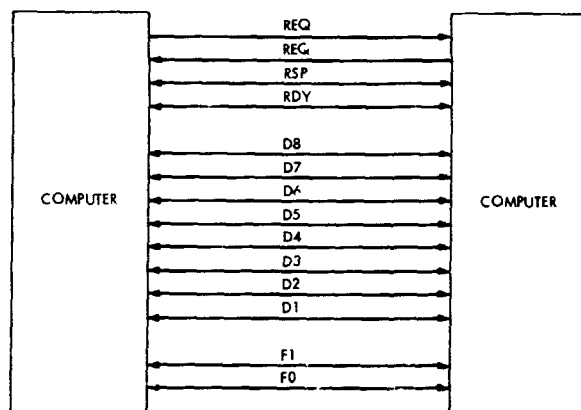 REQ
REQ
RSP
RDY
D8
D7
D6
COMPUTER
COMPUTER
D5
D4
D3
D2
D1
F1
F0